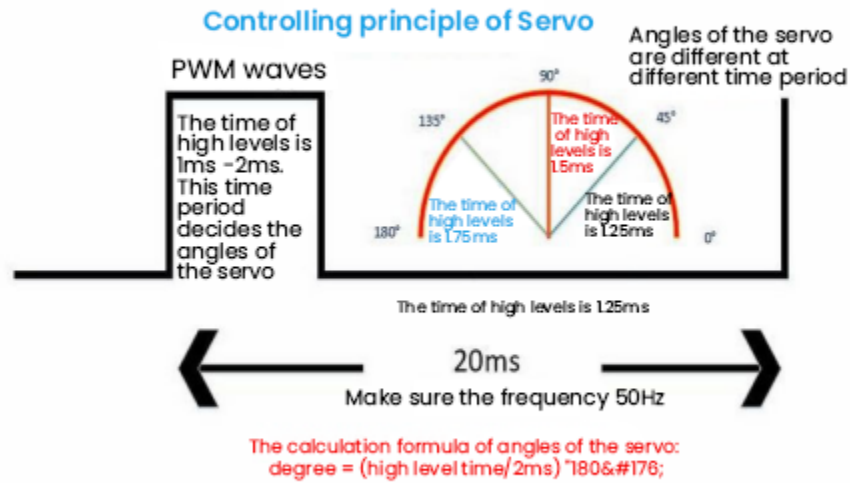 Controlling principle of Servo
Angles of the servo
are different at
different time period
PWM waves
The time of
high levels is
1ms -2ms.
This time
period
decides the
angles of
the servo
90°
135°
45°
180°
0°
The time
of high
levels is
1.5ms
The time of
high levels
is 1.75ms
The time of
high levels
is 1.25ms
The time of high levels is 1.25ms
20ms
Make sure the frequency 50Hz
The calculation formula of angles of the servo:
degree = (high level time/2ms) "180&#176;